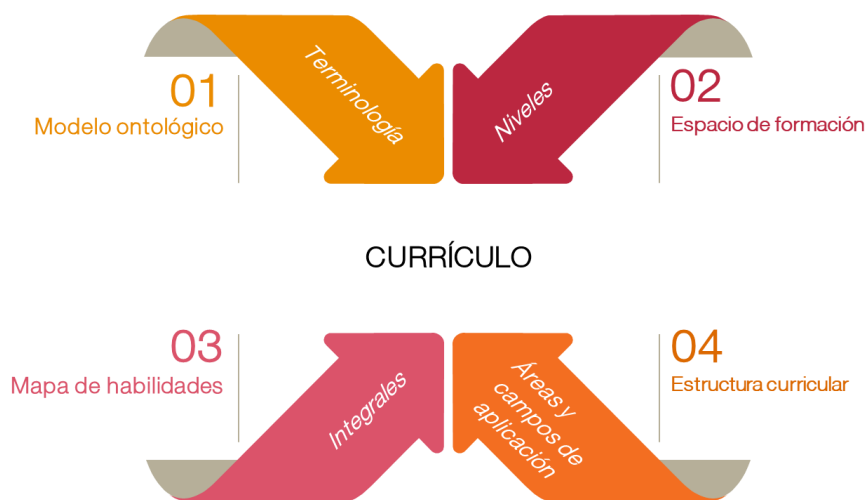 01
Modelo ontológico
Terminología
Niveles
02
Espacio de formación
CURRÍCULO
03
Mapa de habilidades
Integrales
Áreas y
campos de
aplicación
04
Estructura curricular